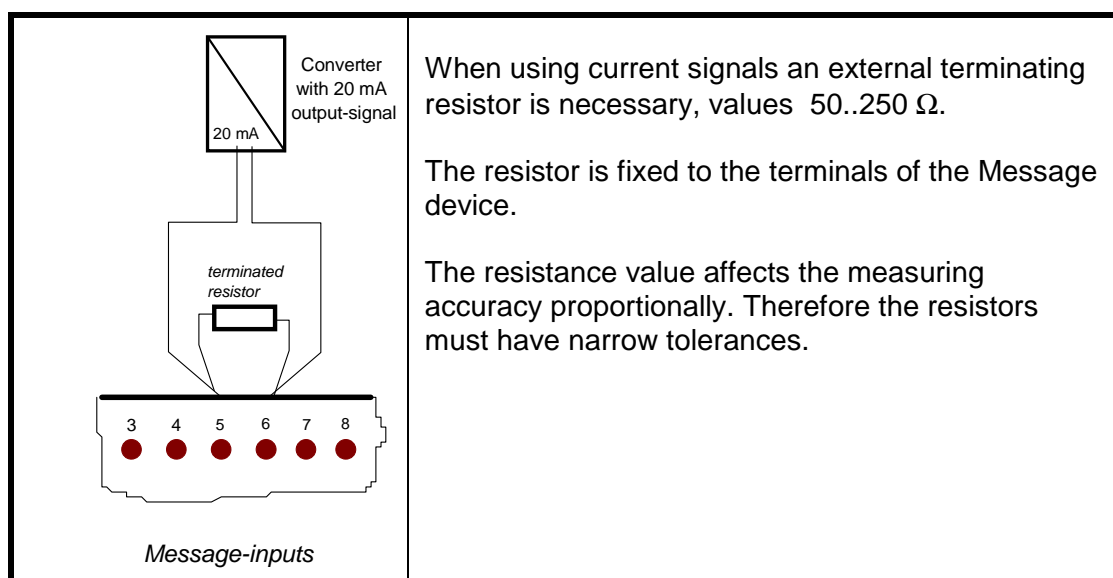 Converter
with 20 mA
output-signal
20 mA
terminated
resistor
3 4 5 6 7 8
Message-inputs
When using current signals an external terminating
resistor is necessary, values 50..250 Ω.
The resistor is fixed to the terminals of the Message
device.
The resistance value affects the measuring
accuracy proportionally. Therefore the resistors
must have narrow tolerances.